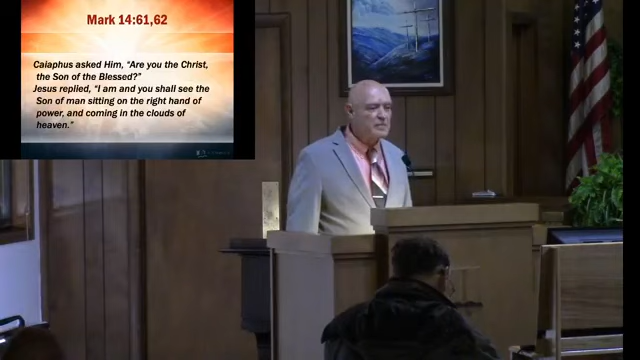 Mark 14:61,62
Caiaphus asked Him, “Are you the Christ,
the Son of the Blessed?”
Jesus replied, “I am and you shall see the
Son of man sitting on the right hand of
power, and coming in the clouds of
heaven.”